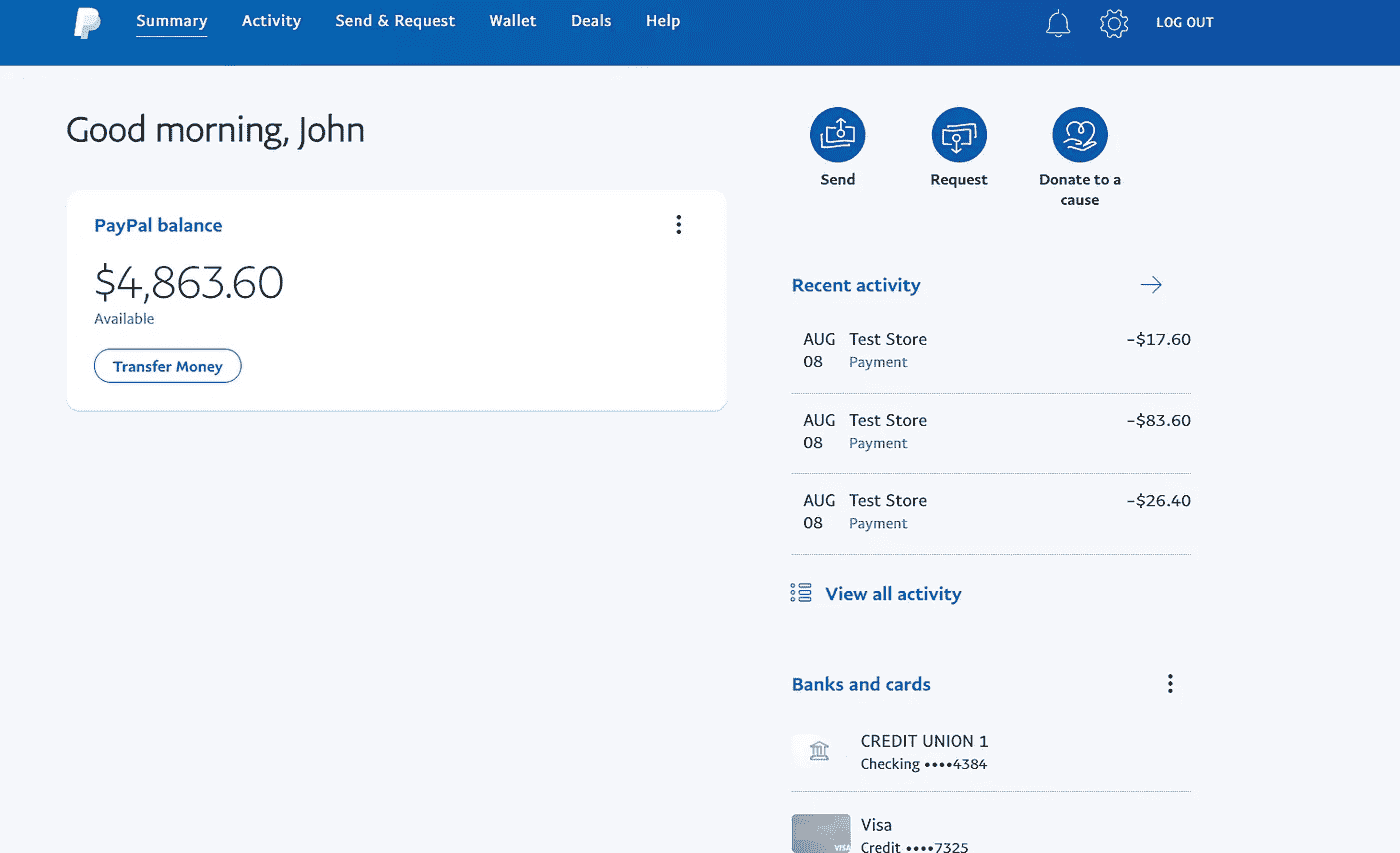 Summary Activity Send & Request Wallet Deals Help LOG OUT
Good morning, John
PayPal balance
$4,863.60
Available
Transfer Money
Send Request Donate to a
cause
Recent activity
AUG Test Store -$17.60
08 Payment
AUG Test Store -$83.60
08 Payment
AUG Test Store -$26.40
08 Payment
View all activity
Banks and cards
CREDIT UNION 1
Checking ••••4384
Visa
VISA
Credit ••••7325